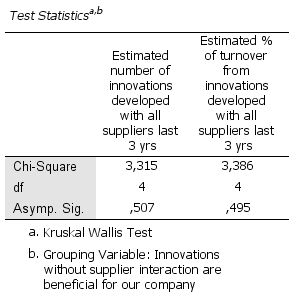 Test Statistics^a,b
Estimated number of innovations developed with all suppliers last 3 yrs
Estimated % of turnover from innovations developed with all suppliers last 3 yrs
Chi-Square 3,315 3,386
df 4 4
Asymp. Sig. ,507 ,495
a. Kruskal Wallis Test
b. Grouping Variable: Innovations
without supplier interaction are
beneficial for our company